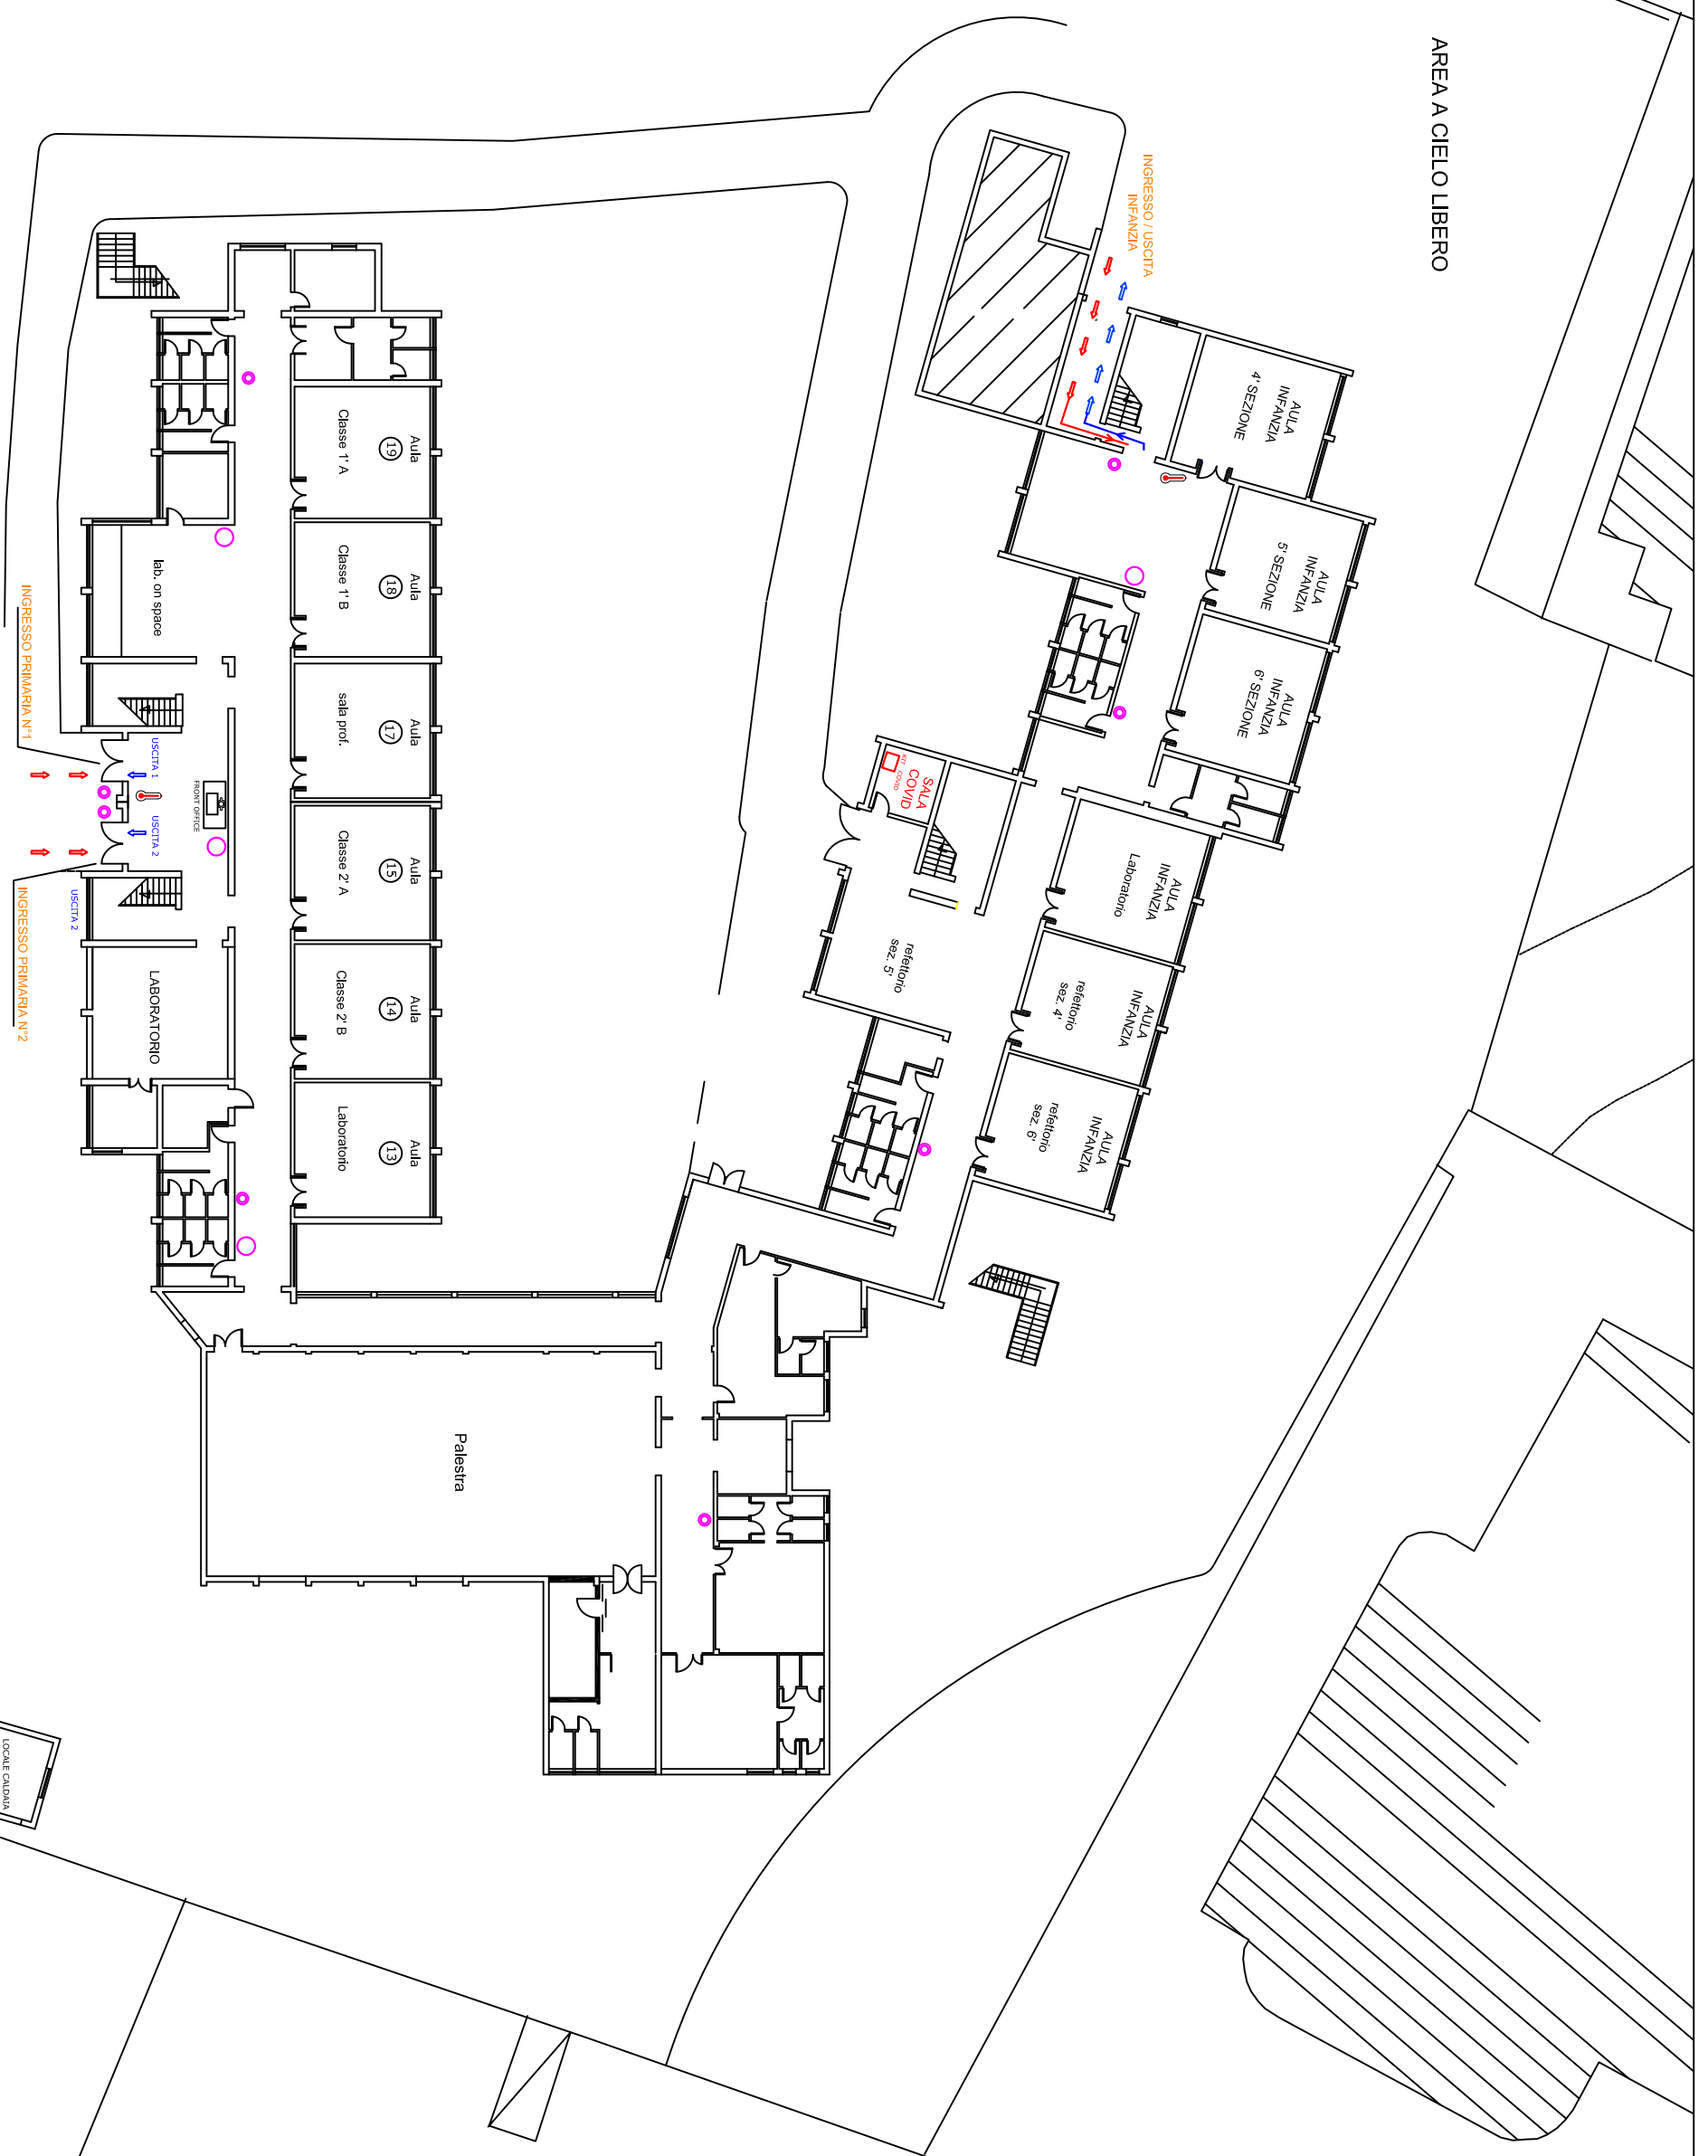 AREA A CIELO LIBERO
INGRESSO / USCITA
INFANZIA
AULA
INFANZIA
4' SEZIONE
AULA
INFANZIA
5' SEZIONE
AULA
INFANZIA
6' SEZIONE
AULA
INFANZIA
Laboratorio
AULA
INFANZIA
refettorio
sez. 4'
AULA
INFANZIA
refettorio
sez. 6'
refettorio
sez. 5'
SALA
COVID
KIT COVID
Aula
19
Classe 1' A
Aula
18
Classe 1' B
Aula
17
sala prof.
Aula
15
Classe 2' A
Aula
14
Classe 2' B
Aula
13
Laboratorio
lab. on space
FRONT OFFICE
USCITA 1
USCITA 2
USCITA 2
LABORATORIO
INGRESSO PRIMARIA N°1
INGRESSO PRIMARIA N°2
Palestra
LOCALE CALDAIA